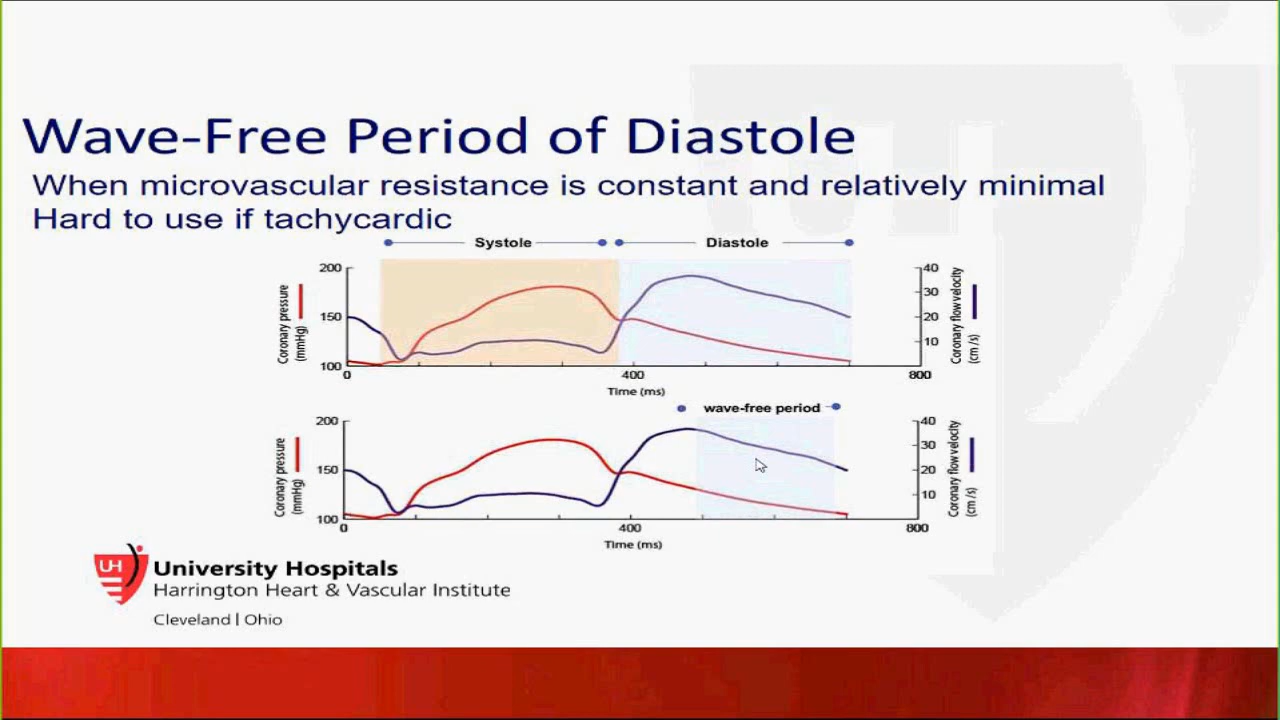 Wave-Free Period of Diastole
When microvascular resistance is constant and relatively minimal
Hard to use if tachycardic
Systole
Diastole
200
150
100
Coronary pressure
(mmHg)
0
400
800
Time (ms)
40
30
20
10
Coronary flow velocity
(cm /s)
wave-free period
200
150
100
Coronary pressure
(mmHg)
0
400
800
Time (ms)
40
30
20
10
Coronary flow velocity
(cm /s)
UH
University Hospitals
Harrington Heart & Vascular Institute
Cleveland | Ohio